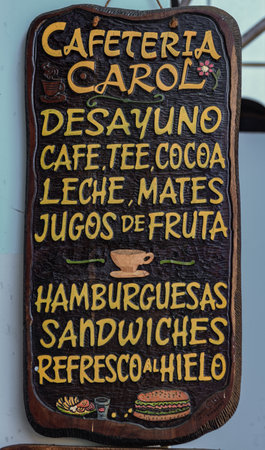 CAFETERIA
CAROL
DESAYUNO
CAFE, TEE, COCOA
LECHE, MATES
JUGOS DE FRUTA
HAMBURGUESAS
SANDWICHES
REFRESCO AL HIELO